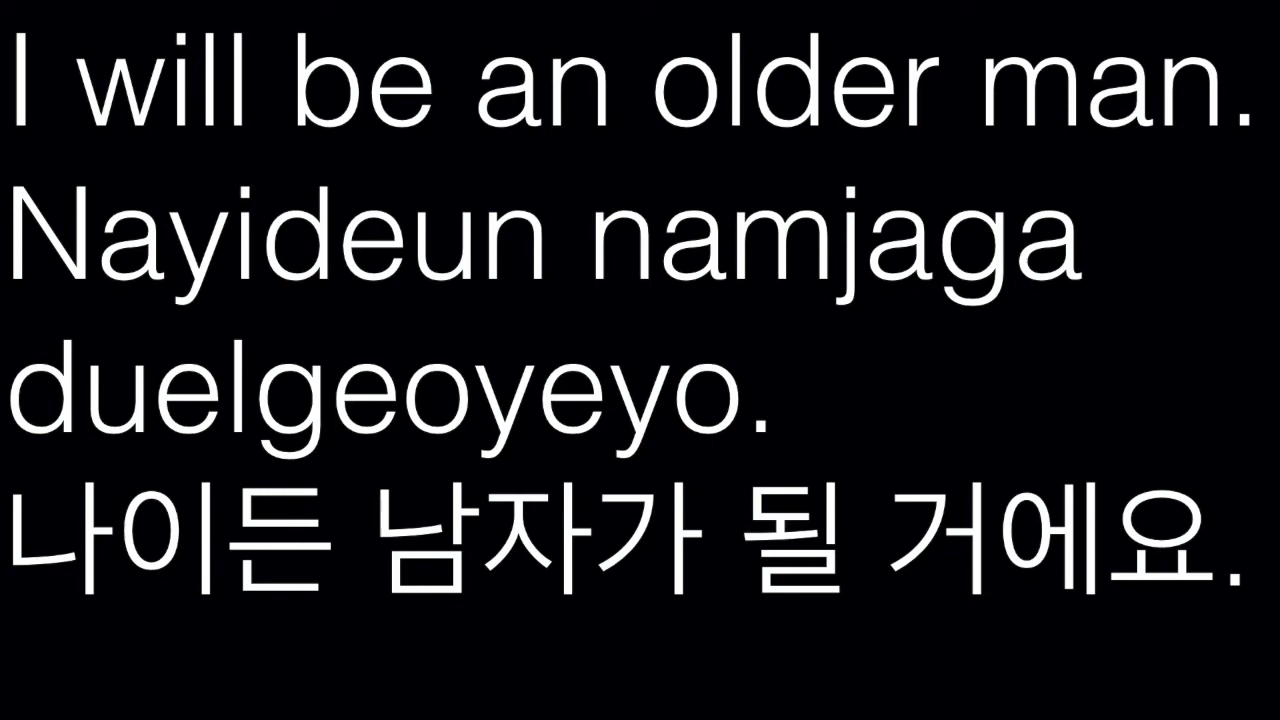 I will be an older man.
Nayideun namjaga
duelgeoyeyo.
나이든 남자가 될 거에요.